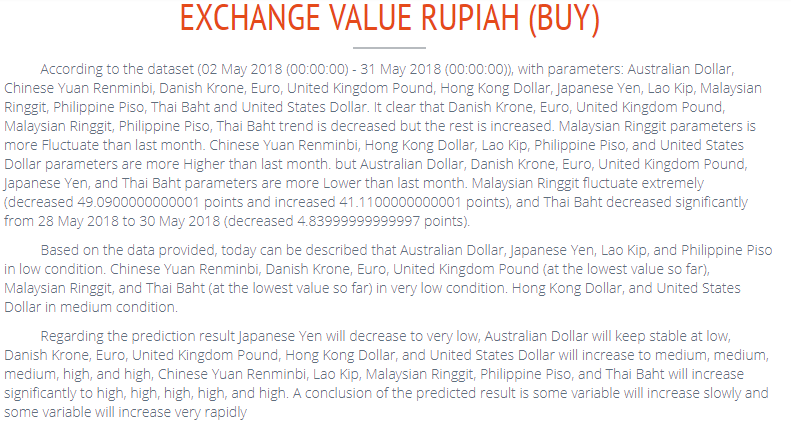 EXCHANGE VALUE RUPIAH (BUY)
According to the dataset (02 May 2018 (00:00:00) - 31 May 2018 (00:00:00)), with parameters: Australian Dollar,
Chinese Yuan Renminbi, Danish Krone, Euro, United Kingdom Pound, Hong Kong Dollar, Japanese Yen, Lao Kip, Malaysian
Ringgit, Philippine Piso, Thai Baht and United States Dollar. It clear that Danish Krone, Euro, United Kingdom Pound,
Malaysian Ringgit, Philippine Piso, Thai Baht trend is decreased but the rest is increased. Malaysian Ringgit parameters is
more Fluctuate than last month. Chinese Yuan Renminbi, Hong Kong Dollar, Lao Kip, Philippine Piso, and United States
Dollar parameters are more Higher than last month. but Australian Dollar, Danish Krone, Euro, United Kingdom Pound,
Japanese Yen, and Thai Baht parameters are more Lower than last month. Malaysian Ringgit fluctuate extremely
(decreased 49.0900000000001 points and increased 41.1100000000001 points), and Thai Baht decreased significantly
from 28 May 2018 to 30 May 2018 (decreased 4.83999999999997 points).
Based on the data provided, today can be described that Australian Dollar, Japanese Yen, Lao Kip, and Philippine Piso
in low condition. Chinese Yuan Renminbi, Danish Krone, Euro, United Kingdom Pound (at the lowest value so far),
Malaysian Ringgit, and Thai Baht (at the lowest value so far) in very low condition. Hong Kong Dollar, and United States
Dollar in medium condition.
Regarding the prediction result Japanese Yen will decrease to very low, Australian Dollar will keep stable at low,
Danish Krone, Euro, United Kingdom Pound, Hong Kong Dollar, and United States Dollar will increase to medium, medium,
medium, high, and high, Chinese Yuan Renminbi, Lao Kip, Malaysian Ringgit, Philippine Piso, and Thai Baht will increase
significantly to high, high, high, high, and high. A conclusion of the predicted result is some variable will increase slowly and
some variable will increase very rapidly